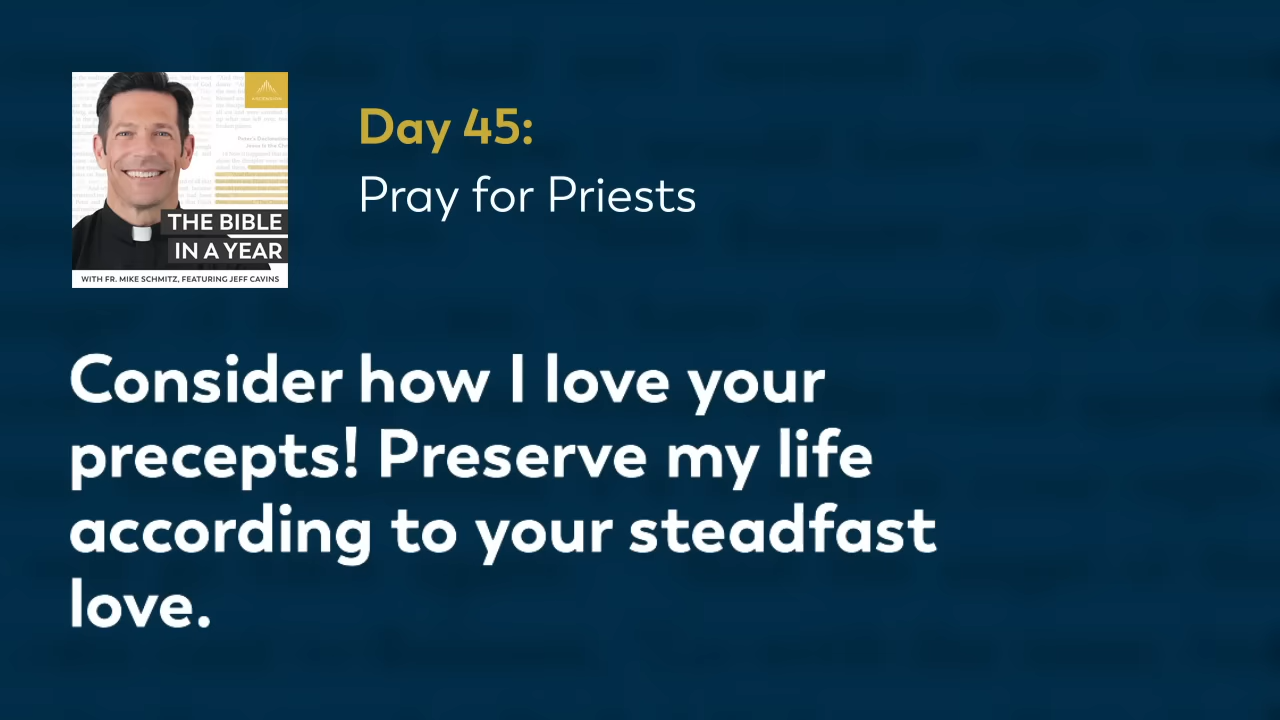 THE BIBLE
IN A YEAR
WITH FR. MIKE SCHMITZ, FEATURING JEFF CAVINS
Day 45:
Pray for Priests
Consider how I love your
precepts! Preserve my life
according to your steadfast
love.